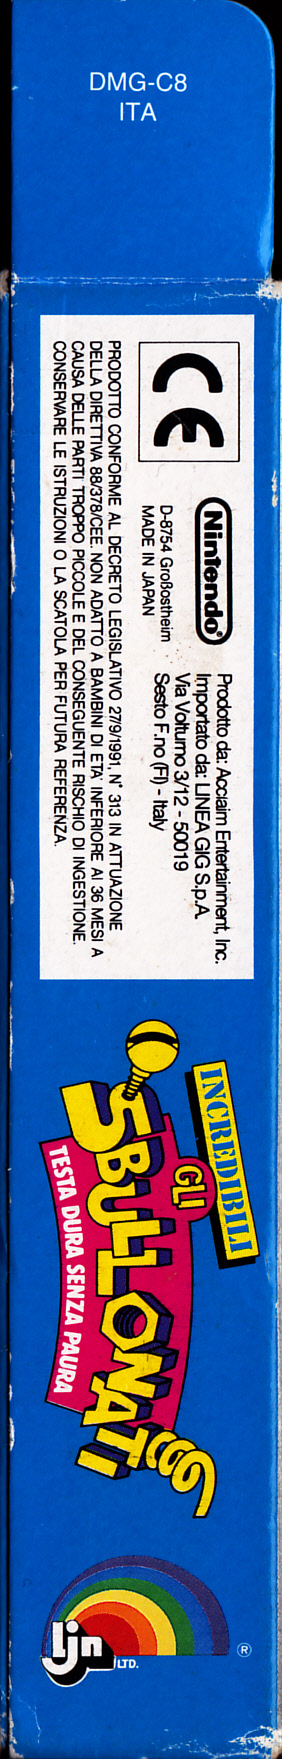 DMG-C8
ITA
CE
Nintendo®
D-8754 Großostheim
MADE IN JAPAN
Prodotto da: Acclaim Entertainment, Inc.
Importato da: LINEA GIG S.p.A.
Via Volturno 3/12 - 50019
Sesto F.no (FI) - Italy
PRODOTTO CONFORME AL DECRETO LEGISLATIVO 27/9/1991, N° 313 IN ATTUAZIONE
DELLA DIRETTIVA 88/378/CEE. NON ADATTO A BAMBINI DI ETA' INFERIORE AI 36 MESI A
CAUSA DELLE PARTI TROPPO PICCOLE E DEL CONSEGUENTE RISCHIO DI INGESTIONE.
CONSERVARE LE ISTRUZIONI O LA SCATOLA PER FUTURA REFERENZA.
INCREDIBILI
GLI
SBULLONATI
TESTA DURA SENZA PAURA
ljn
LTD.
®